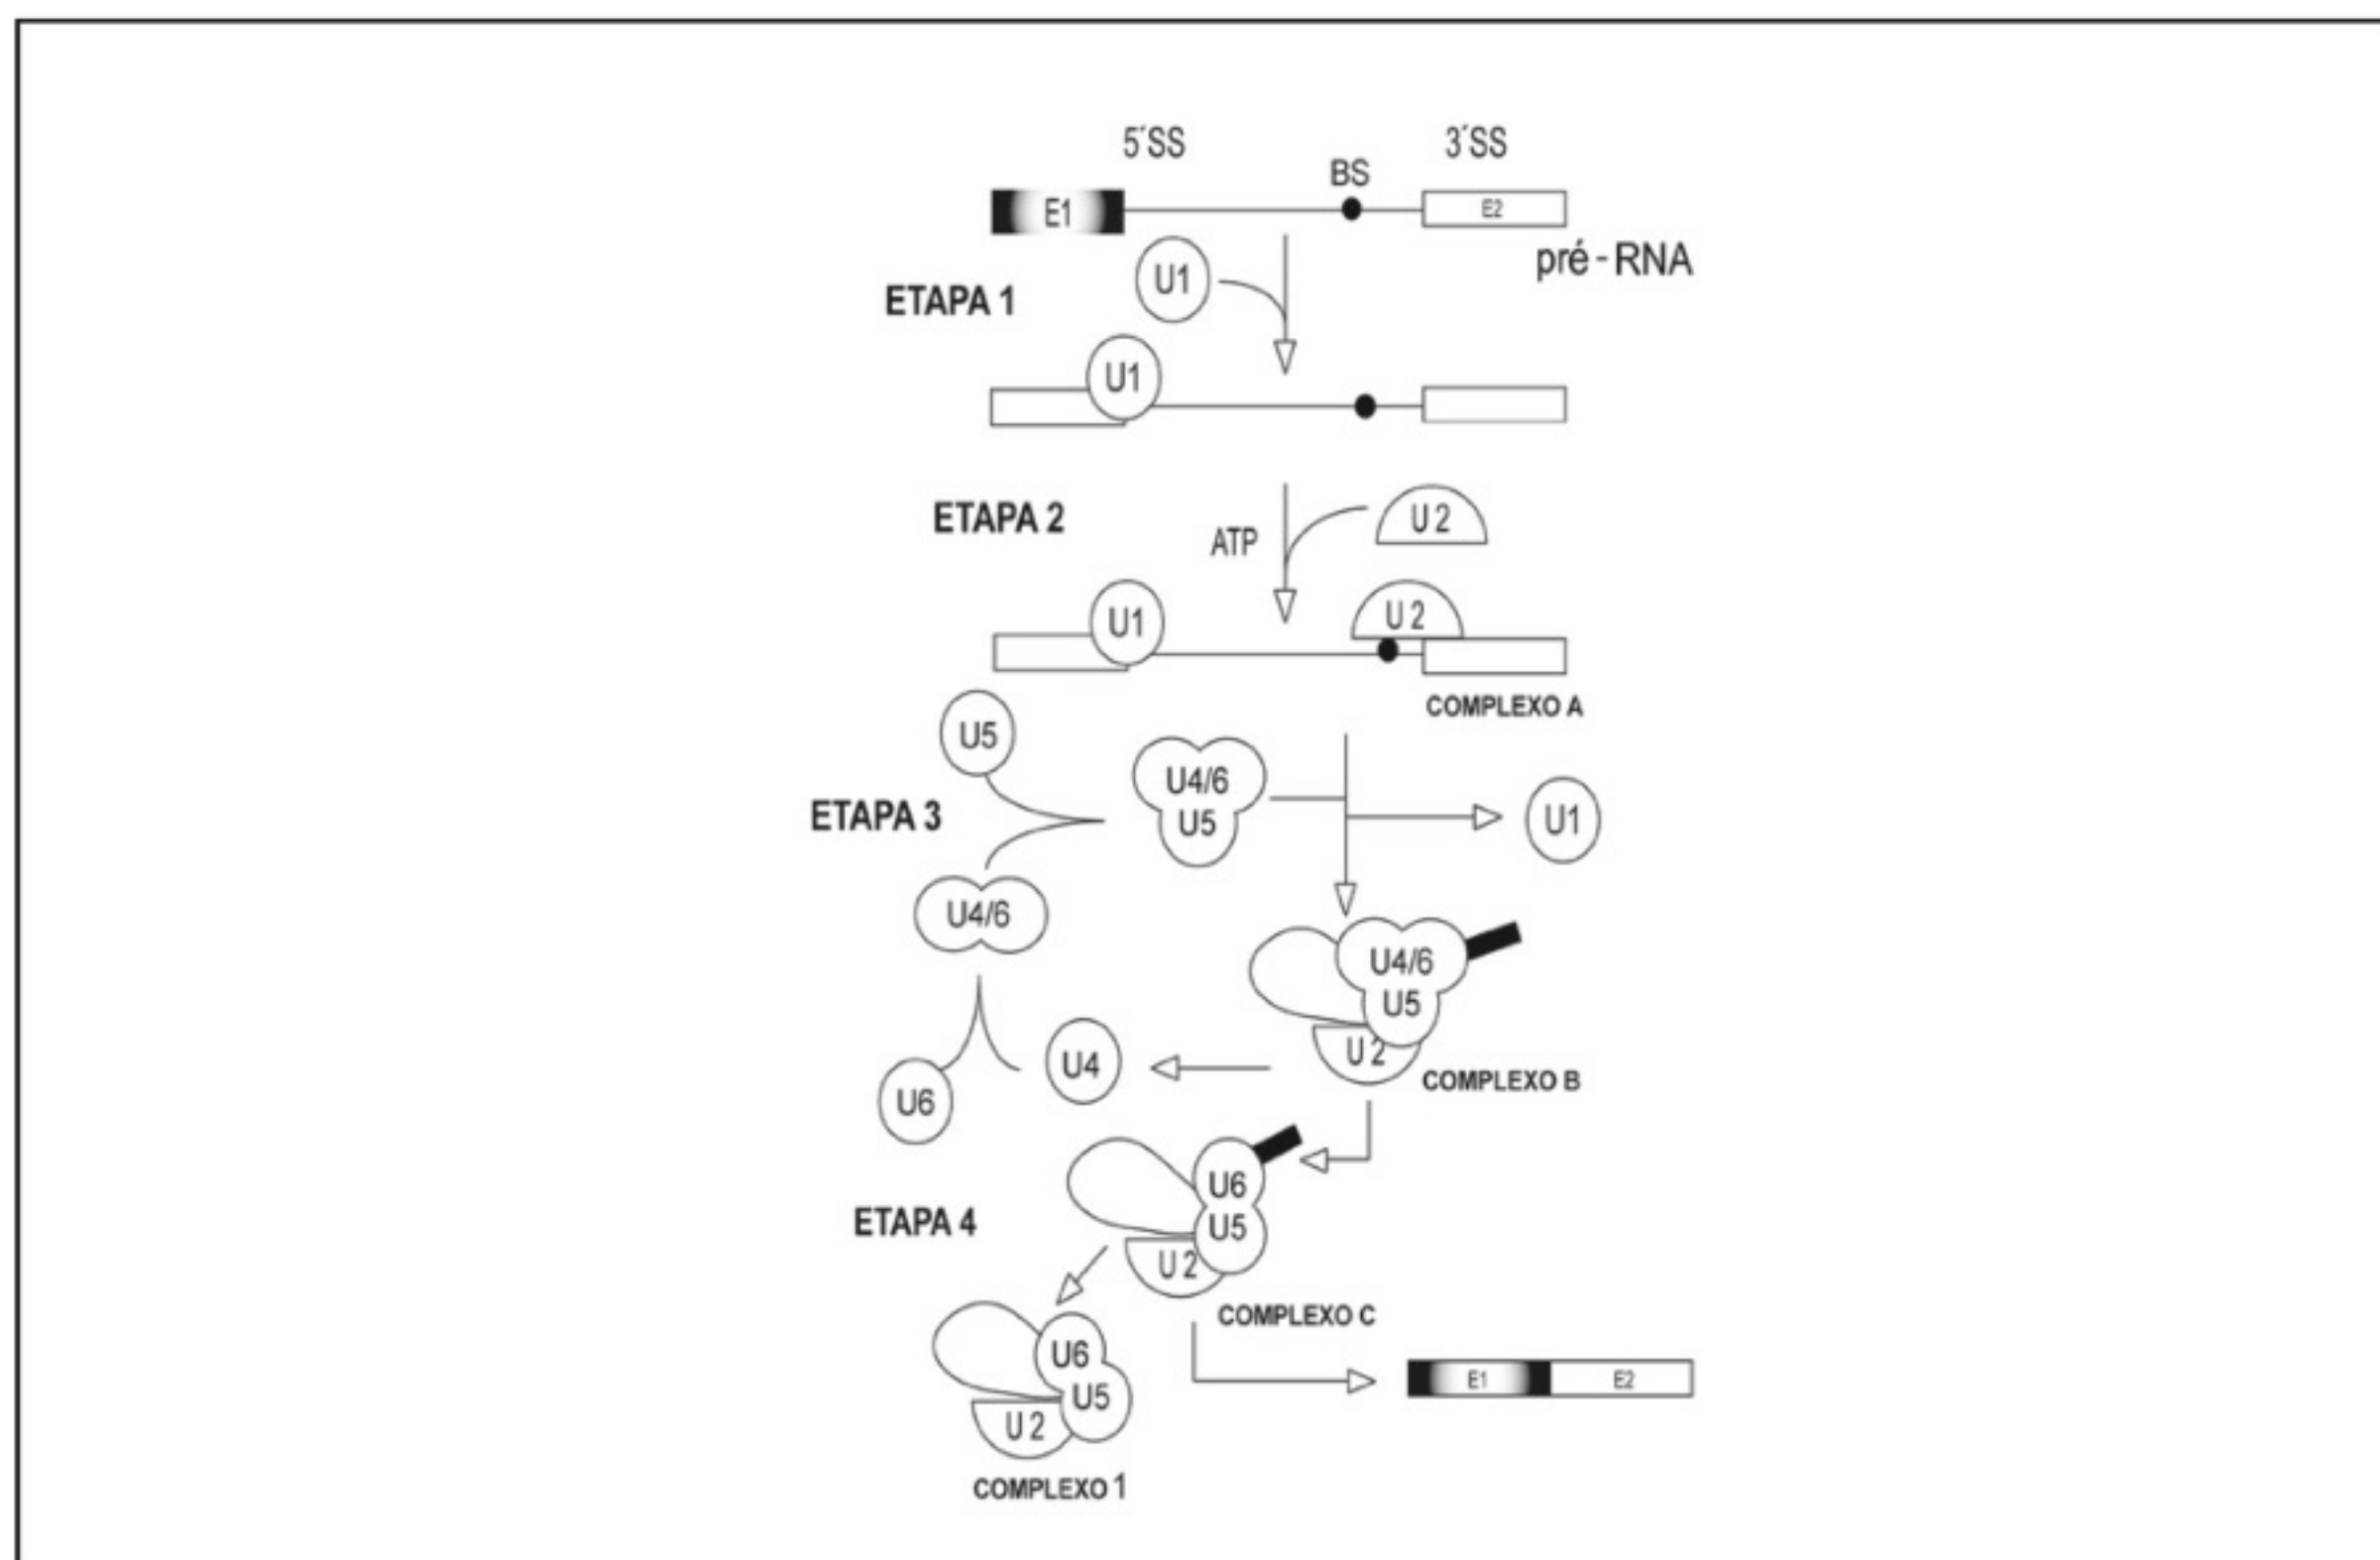 5´SS 3´SS
BS
E1 E2
pré - RNA
U1
ETAPA 1
U1
ETAPA 2
U 2
ATP
U1 U 2
COMPLEXO A
U5
U4/6
U5
ETAPA 3
U1
U4/6
U4/6
U5
U 2
COMPLEXO B
U4
U6
U6
U5
U 2
ETAPA 4
COMPLEXO C
U6
U5
U 2
E1 E2
COMPLEXO 1